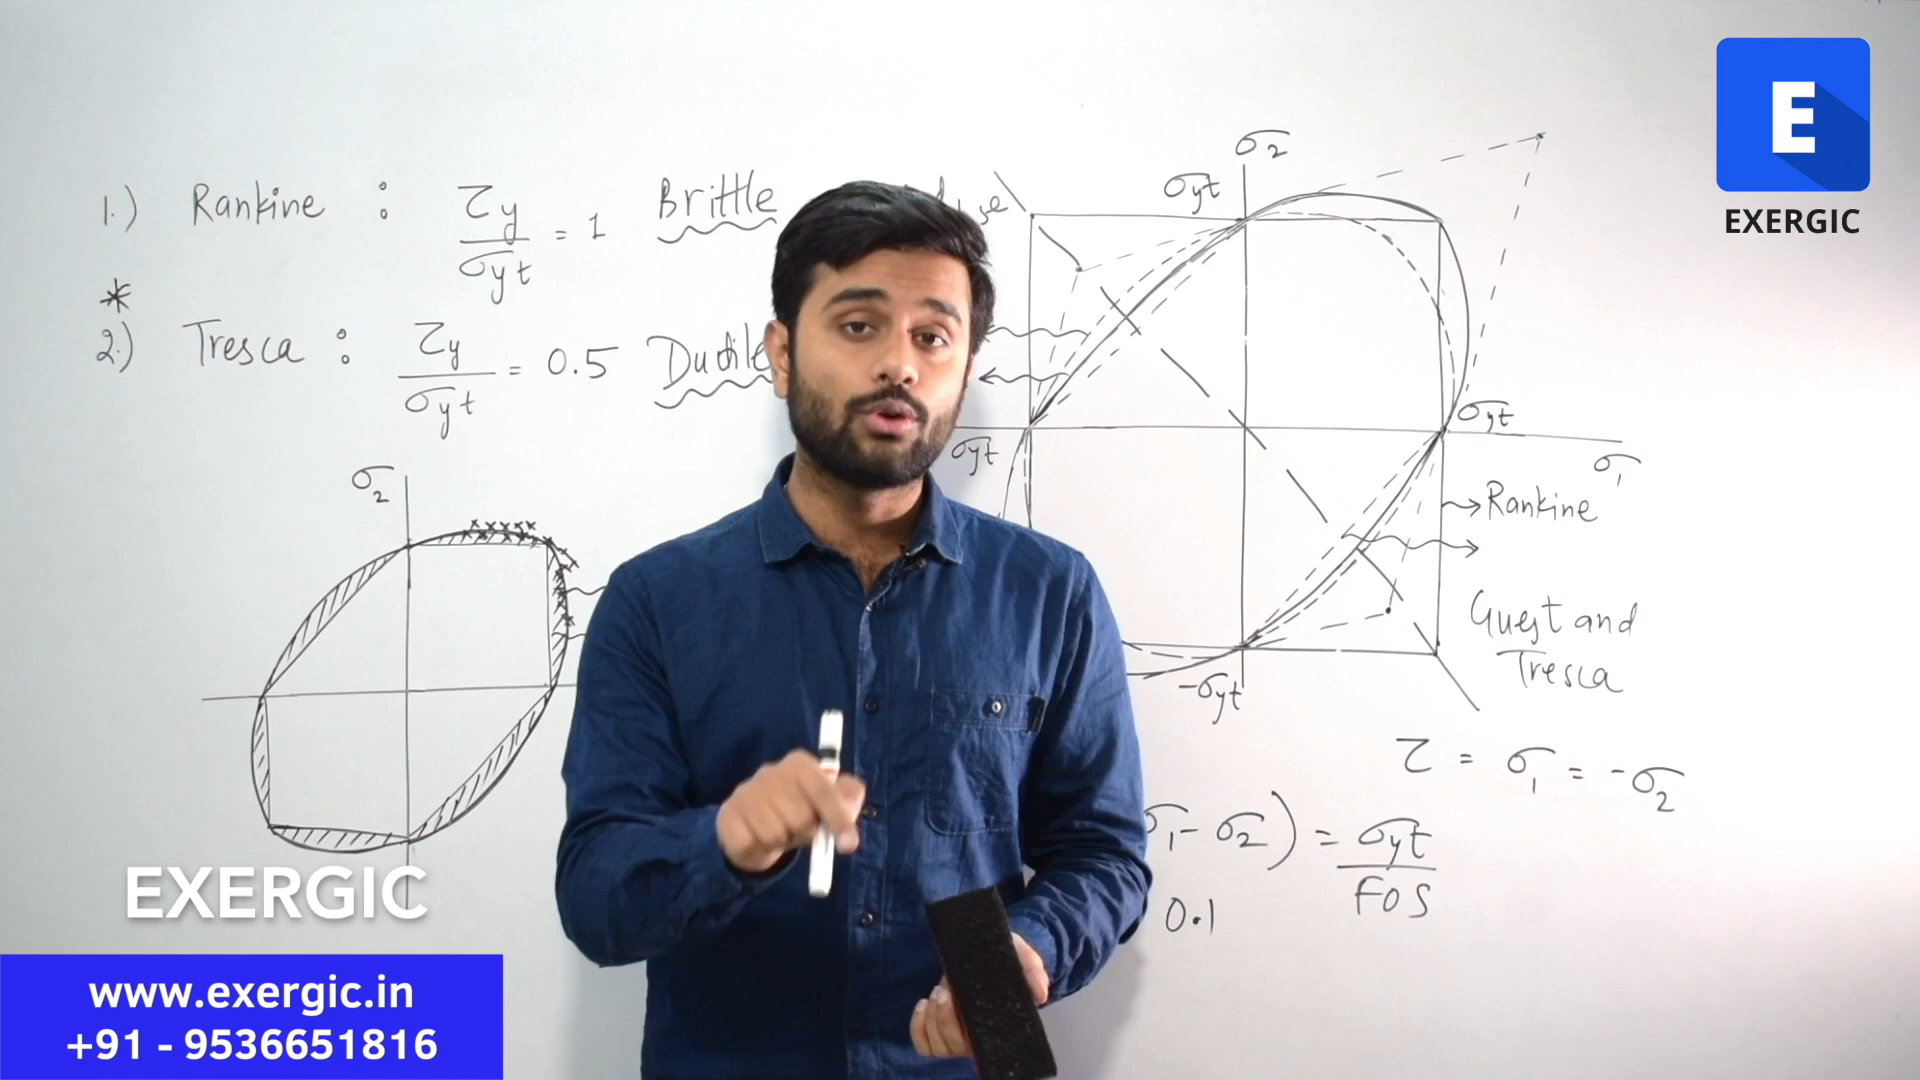 E
EXERGIC
1.) Rankine : τy / σyt = 1 Brittle
*
2.) Tresca : τy / σyt = 0.5 Ductile
σ2
σ2
σyt
σyt
σyt
σ1
Rankine
Guest and
Tresca
-σyt
τ = σ1 = -σ2
σ1 - σ2) = σyt / FOS
0.1
EXERGIC
www.exergic.in
+91 - 9536651816